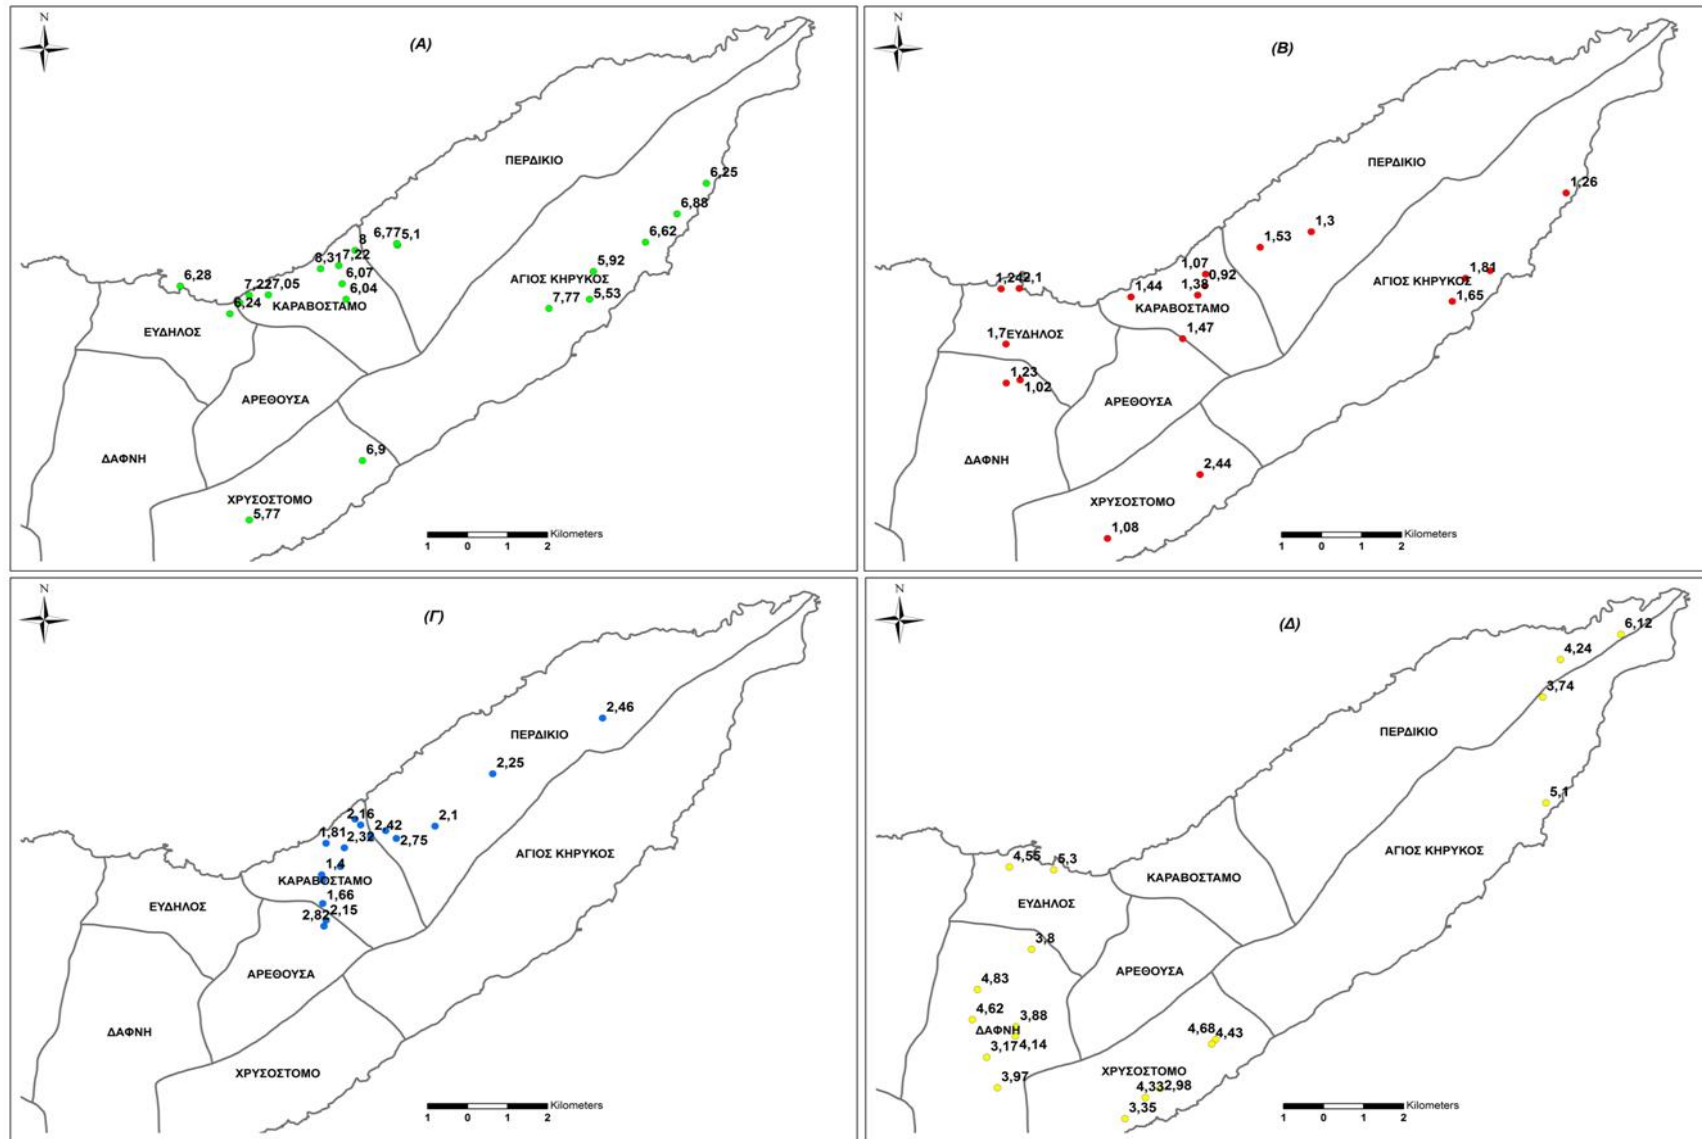 N
(Α)
ΠΕΡΔΙΚΙΟ
6,25
6,88
6,77
5,1
8
6,62
8,31
7,22
6,28
6,07
5,92
ΑΓΙΟΣ ΚΗΡΥΚΟΣ
7,22
7,05
6,04
6,24
ΚΑΡΑΒΟΣΤΑΜΟ
7,77
5,53
ΕΥΔΗΛΟΣ
ΑΡΕΘΟΥΣΑ
6,9
ΔΑΦΝΗ
ΧΡΥΣΟΣΤΟΜΟ
5,77
Kilometers
1 0 1 2
N
(Β)
ΠΕΡΔΙΚΙΟ
1,26
1,3
1,53
1,07
1,81
1,24
2,1
0,92
ΑΓΙΟΣ ΚΗΡΥΚΟΣ
1,44
1,38
1,65
ΚΑΡΑΒΟΣΤΑΜΟ
1,7
ΕΥΔΗΛΟΣ
1,47
1,23
1,02
ΑΡΕΘΟΥΣΑ
ΔΑΦΝΗ
2,44
ΧΡΥΣΟΣΤΟΜΟ
1,08
Kilometers
1 0 1 2
N
(Γ)
2,46
ΠΕΡΔΙΚΙΟ
2,25
2,16
2,42
2,1
1,81
2,32
2,75
ΑΓΙΟΣ ΚΗΡΥΚΟΣ
1,4
ΚΑΡΑΒΟΣΤΑΜΟ
1,66
ΕΥΔΗΛΟΣ
2,82
2,15
ΑΡΕΘΟΥΣΑ
ΔΑΦΝΗ
ΧΡΥΣΟΣΤΟΜΟ
Kilometers
1 0 1 2
N
(Δ)
6,12
4,24
3,74
ΠΕΡΔΙΚΙΟ
5,1
ΑΓΙΟΣ ΚΗΡΥΚΟΣ
4,55
5,3
ΚΑΡΑΒΟΣΤΑΜΟ
ΕΥΔΗΛΟΣ
3,8
ΑΡΕΘΟΥΣΑ
4,83
4,62
3,88
ΔΑΦΝΗ
4,68
4,43
3,17
4,14
ΧΡΥΣΟΣΤΟΜΟ
3,97
4,33
2,98
3,35
Kilometers
1 0 1 2